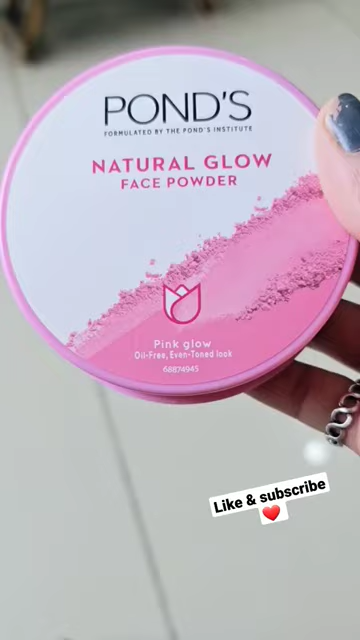 POND'S
FORMULATED BY THE POND'S INSTITUTE
NATURAL GLOW
FACE POWDER
Pink glow
Oil-Free, Even-Toned look
68874945
Like & subscribe
❤️